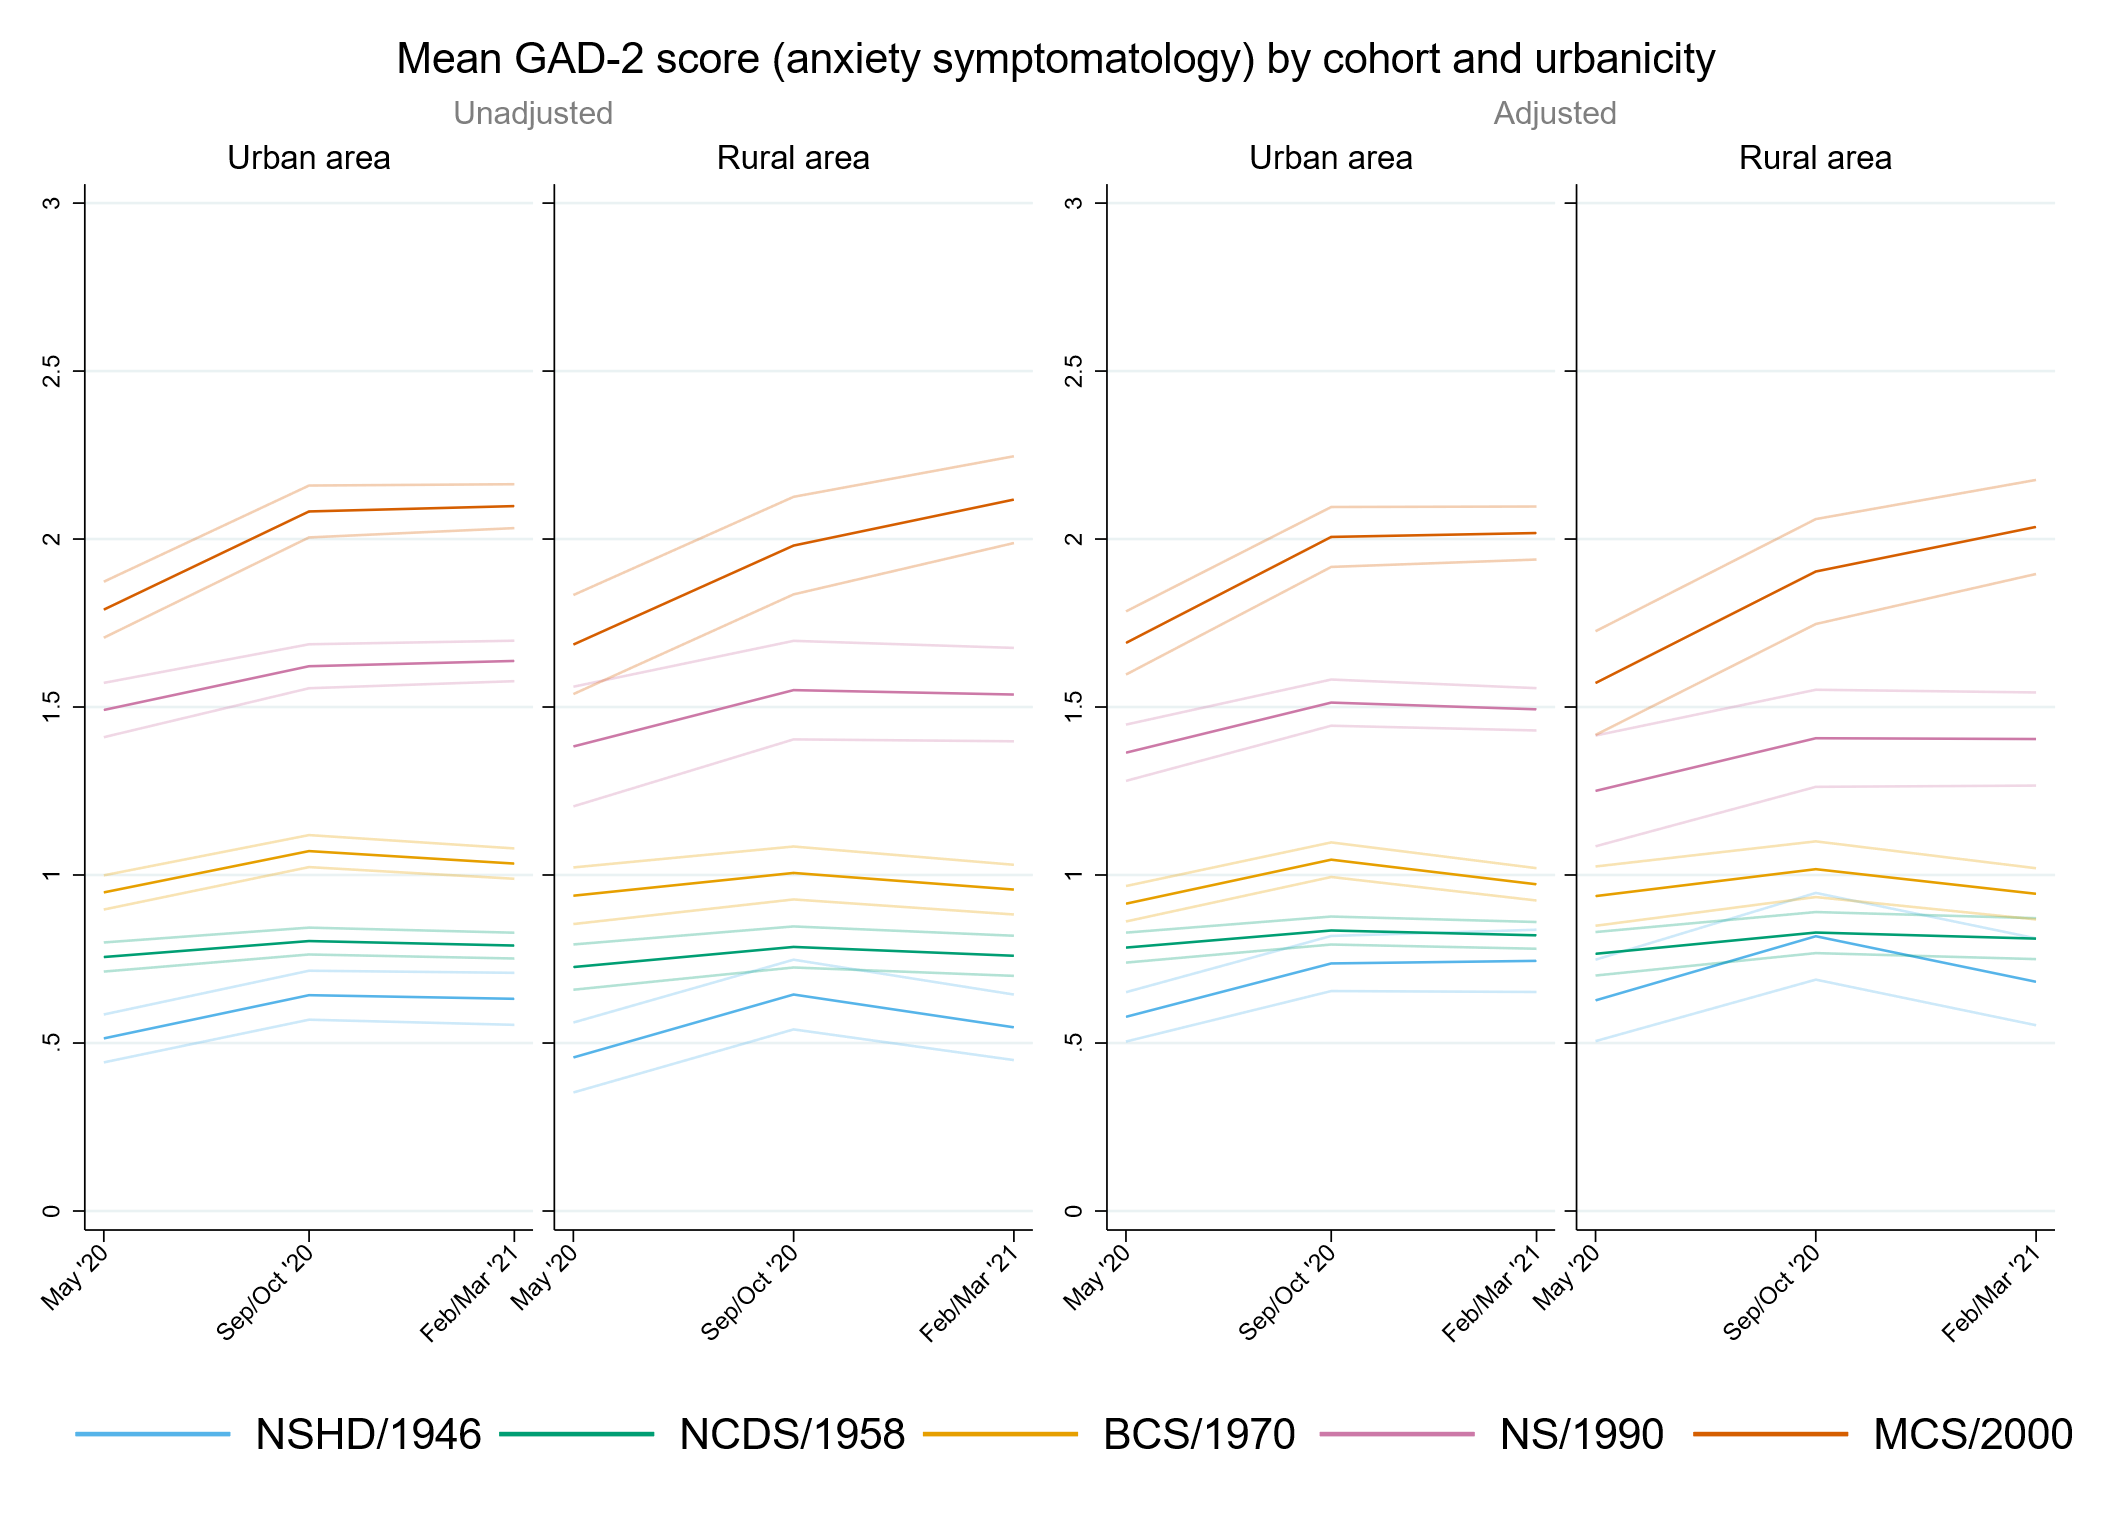 Mean GAD-2 score (anxiety symptomatology) by cohort and urbanicity
Unadjusted
Adjusted
Urban area
Rural area
Urban area
Rural area
3
2.5
2
1.5
1
.5
0
3
2.5
2
1.5
1
.5
0
May '20
Sep/Oct '20
Feb/Mar '21
May '20
Sep/Oct '20
Feb/Mar '21
May '20
Sep/Oct '20
Feb/Mar '21
May '20
Sep/Oct '20
Feb/Mar '21
NSHD/1946
NCDS/1958
BCS/1970
NS/1990
MCS/2000